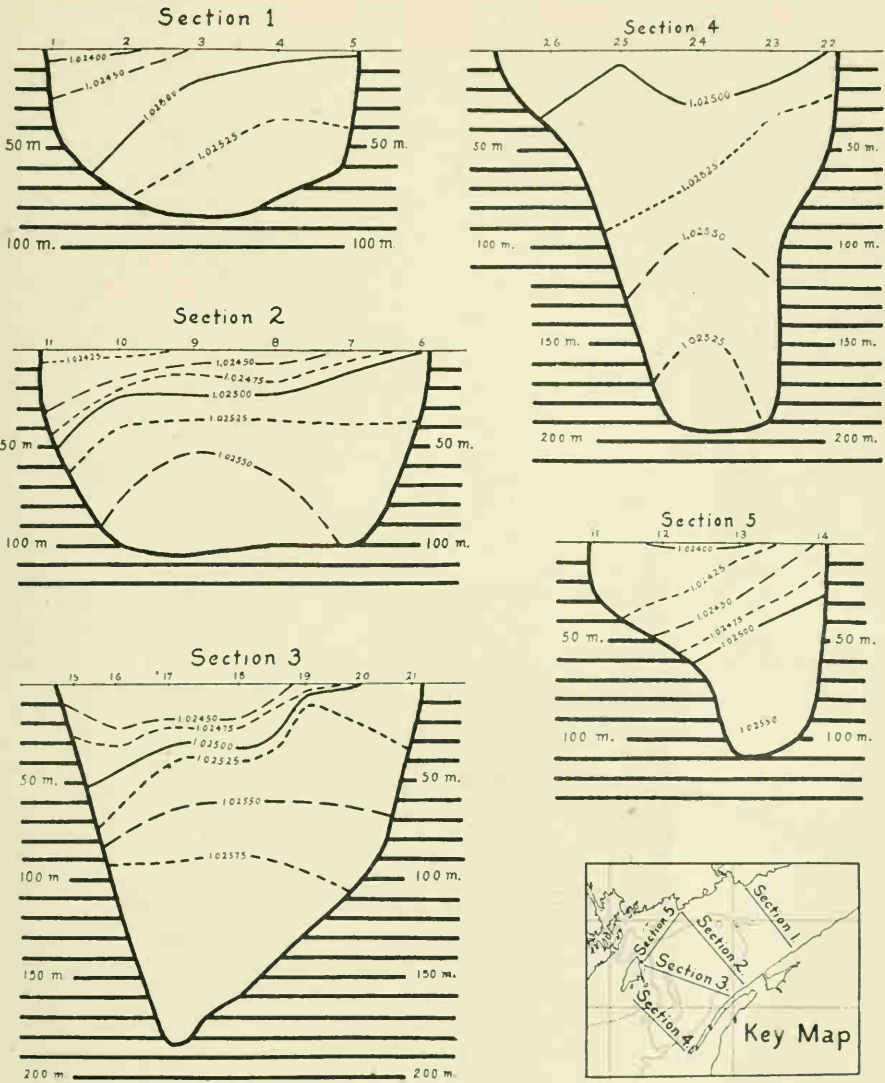 Section 1
1 2 3 4 5
1.02400
1.02450
1.02500
1.02525
50 m 50 m.
100 m. 100 m.
Section 2
11 10 9 8 7 6
1.02425
1.02450
1.02475
1.02500
1.02525
1.02550
50 m 50 m.
100 m 100 m.
Section 3
15 16 17 18 19 20 21
1.02450
1.02475
1.02500
1.02525
1.02550
1.02575
50 m. 50 m.
100 m 100 m.
150 m. 150 m.
200 m. 200 m.
Section 4
26 25 24 23 22
1.02500
1.02525
1.02550
1.02525
50 m. 50 m.
100 m. 100 m.
150 m. 150 m.
200 m. 200 m.
Section 5
11 12 13 14
1.02400
1.02425
1.02450
1.02475
1.02500
1.02550
50 m. 50 m.
100 m. 100 m.
Section 1.
Section 5
Section 2.
Section 3.
Section 4.
Key Map